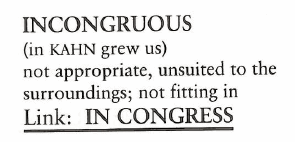 INCONGRUOUS
(in KAHN grew us)
not appropriate, unsuited to the
surroundings; not fitting in
Link: IN CONGRESS